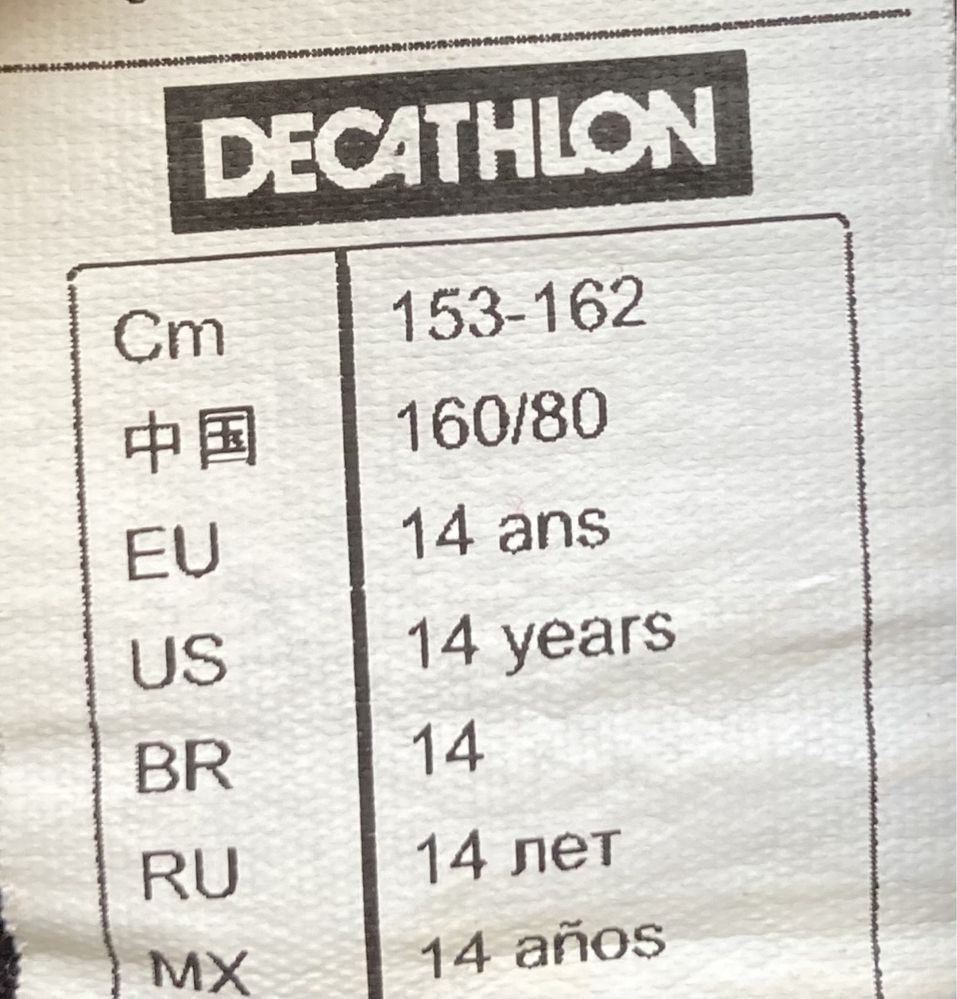 DECATHLON
Cm 153-162
中国 160/80
EU 14 ans
US 14 years
BR 14
RU 14 лет
MX 14 años